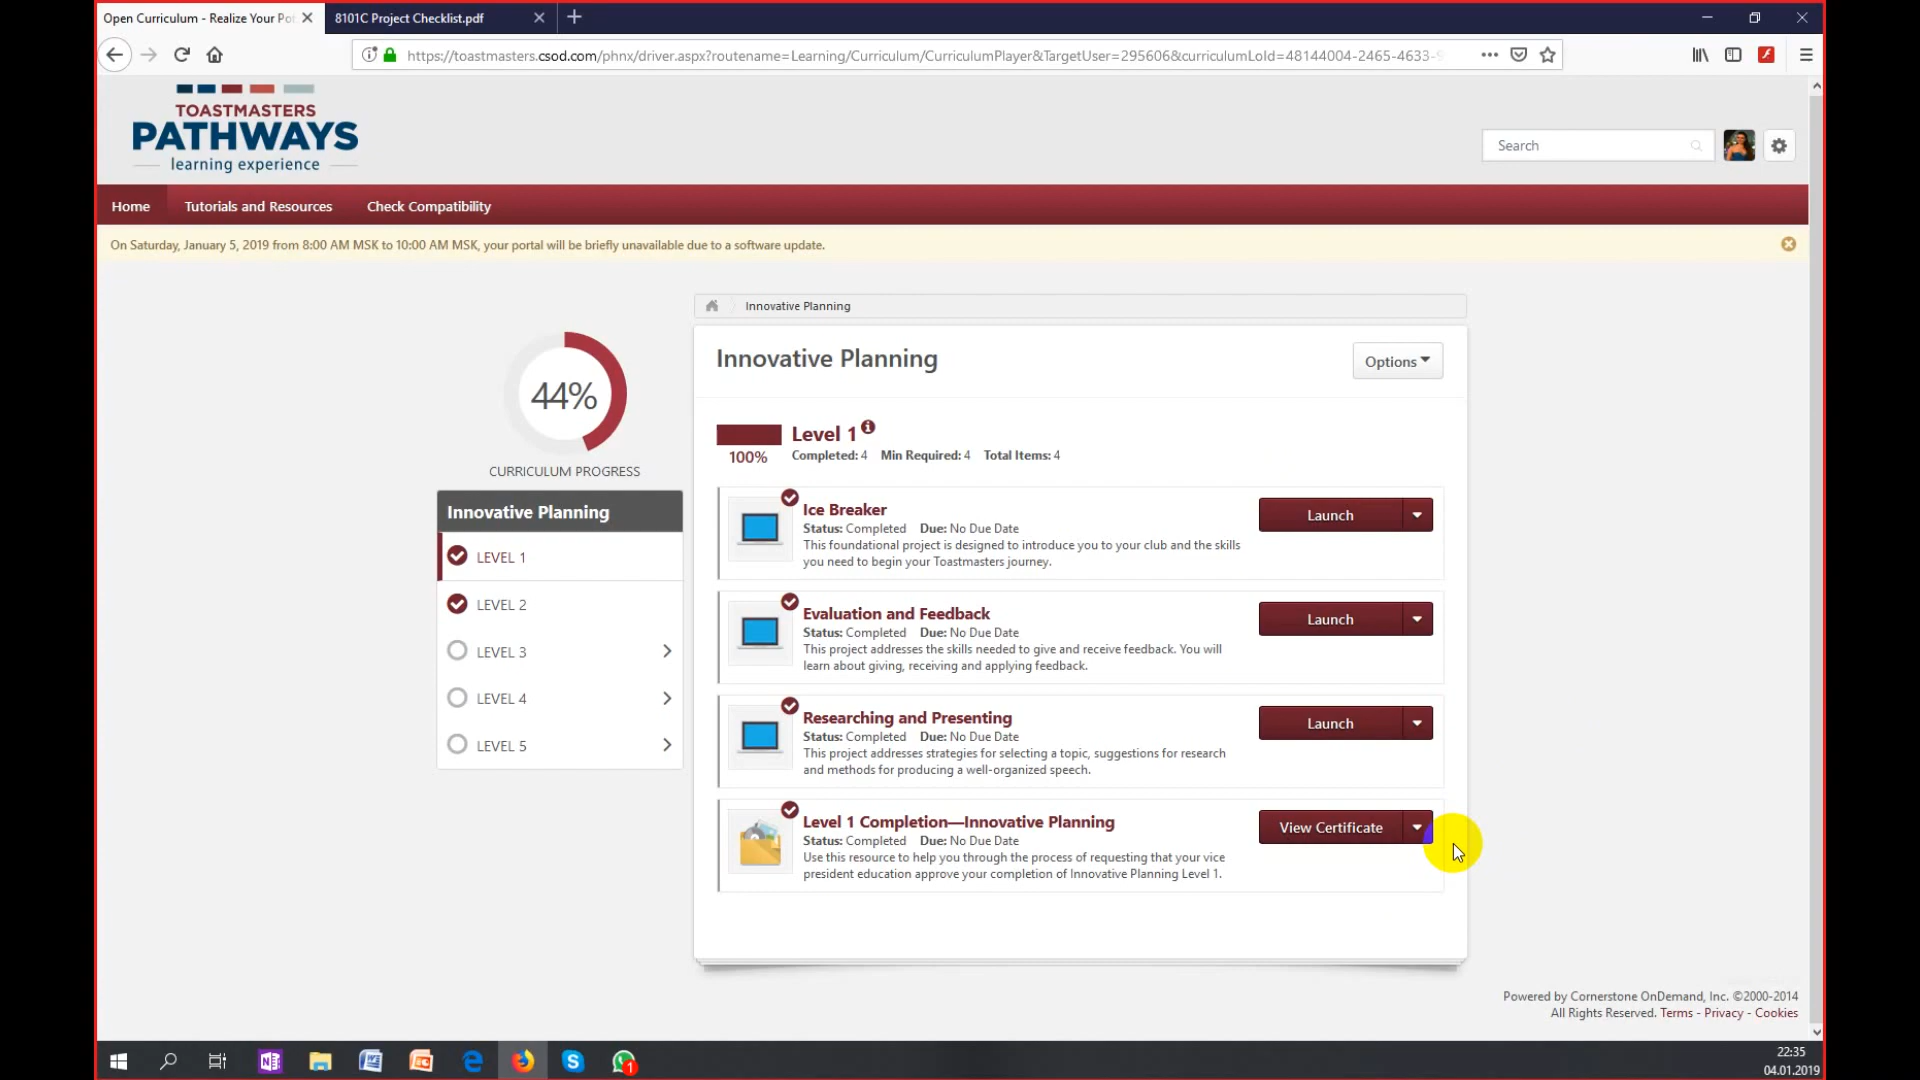 Open Curriculum - Realize Your Pot
8101C Project Checklist.pdf
https://toastmasters.csod.com/phnx/driver.aspx?routename=Learning/Curriculum/CurriculumPlayer&TargetUser=295606&curriculumLoId=48144004-2465-4633-9
TOASTMASTERS
PATHWAYS
learning experience
Search
Home
Tutorials and Resources
Check Compatibility
On Saturday, January 5, 2019 from 8:00 AM MSK to 10:00 AM MSK, your portal will be briefly unavailable due to a software update.
Innovative Planning
44%
CURRICULUM PROGRESS
Innovative Planning
LEVEL 1
LEVEL 2
LEVEL 3
LEVEL 4
LEVEL 5
Innovative Planning
Options
Level 1
100%
Completed: 4 Min Required: 4 Total Items: 4
Ice Breaker
Status: Completed Due: No Due Date
This foundational project is designed to introduce you to your club and the skills
you need to begin your Toastmasters journey.
Launch
Evaluation and Feedback
Status: Completed Due: No Due Date
This project addresses the skills needed to give and receive feedback. You will
learn about giving, receiving and applying feedback.
Launch
Researching and Presenting
Status: Completed Due: No Due Date
This project addresses strategies for selecting a topic, suggestions for research
and methods for producing a well-organized speech.
Launch
Level 1 Completion—Innovative Planning
Status: Completed Due: No Due Date
Use this resource to help you through the process of requesting that your vice
president education approve your completion of Innovative Planning Level 1.
View Certificate
Powered by Cornerstone OnDemand, Inc. ©2000-2014
All Rights Reserved. Terms - Privacy - Cookies
1
22:35
04.01.2019